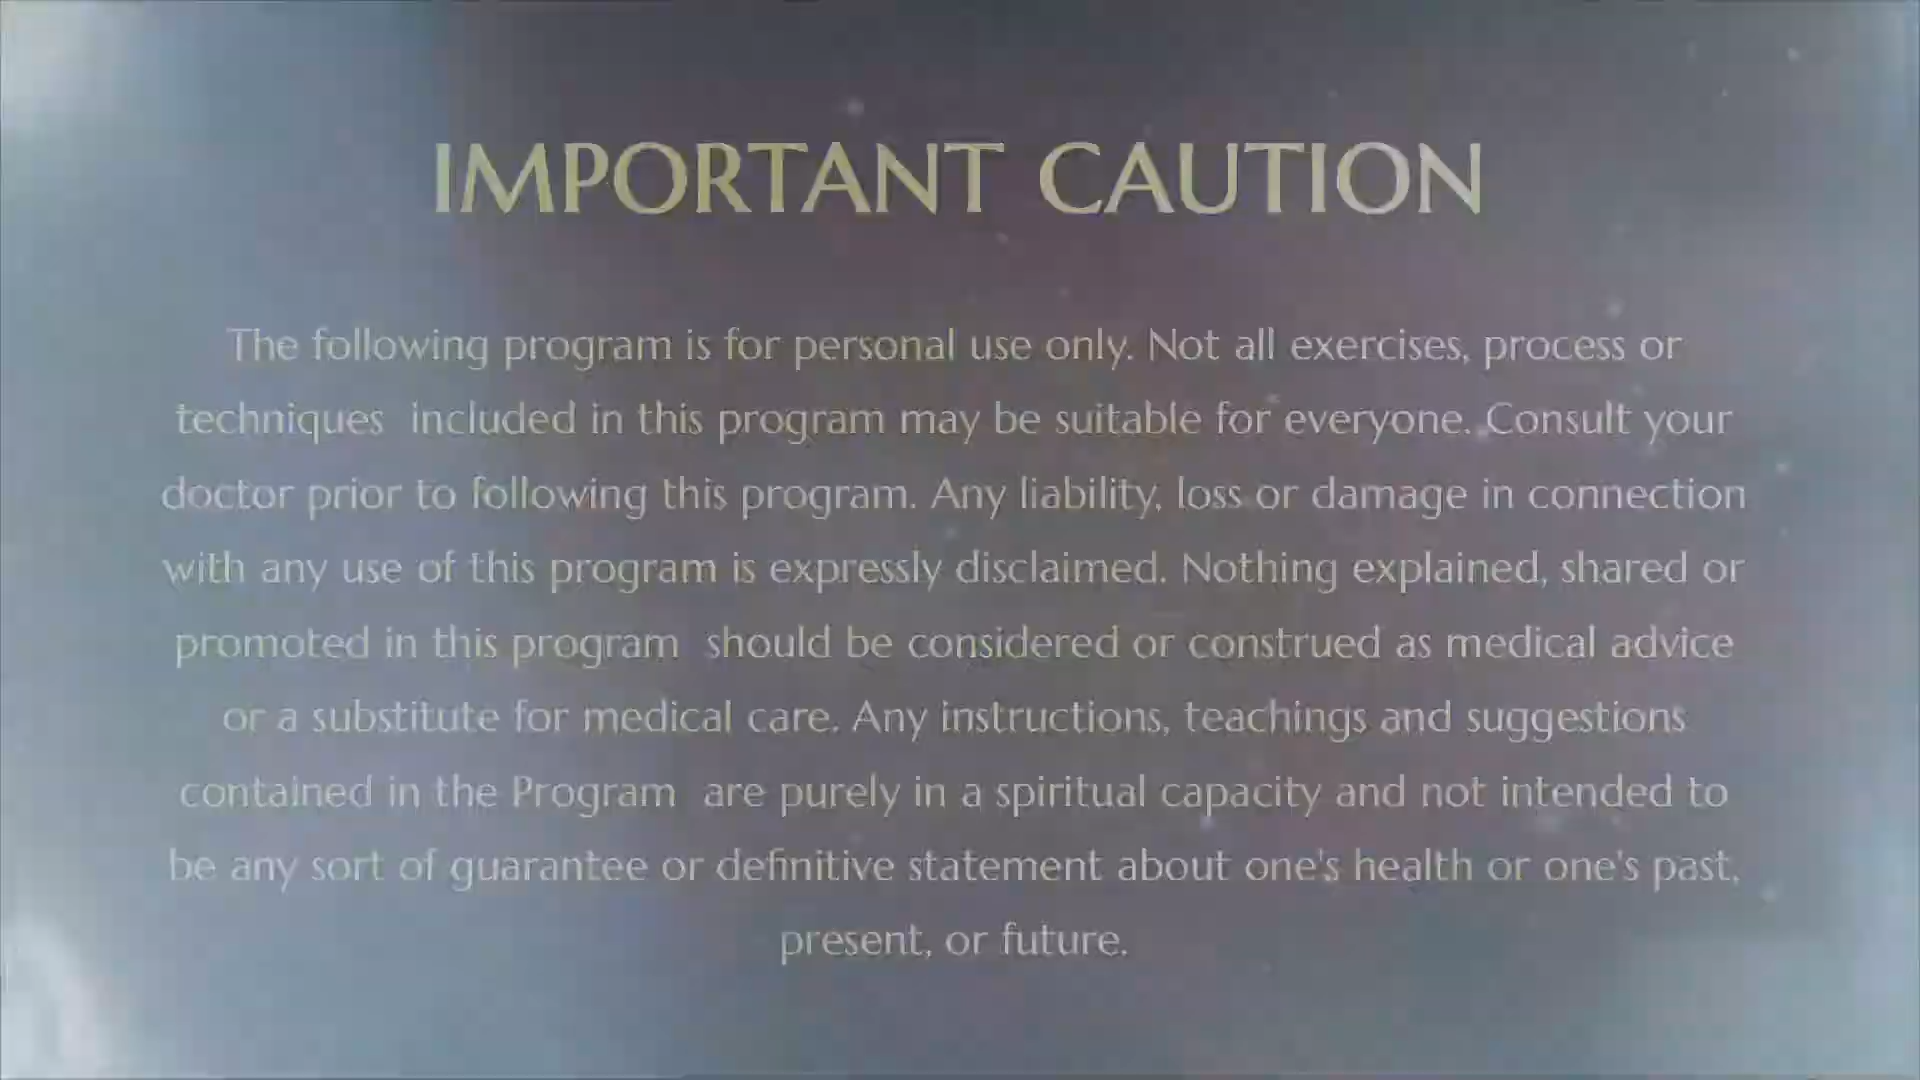 IMPORTANT CAUTION
The following program is for personal use only. Not all exercises, process or
techniques included in this program may be suitable for everyone. Consult your
doctor prior to following this program. Any liability, loss or damage in connection
with any use of this program is expressly disclaimed. Nothing explained, shared or
promoted in this program should be considered or construed as medical advice
or a substitute for medical care. Any instructions, teachings and suggestions
contained in the Program are purely in a spiritual capacity and not intended to
be any sort of guarantee or definitive statement about one's health or one's past,
present, or future.